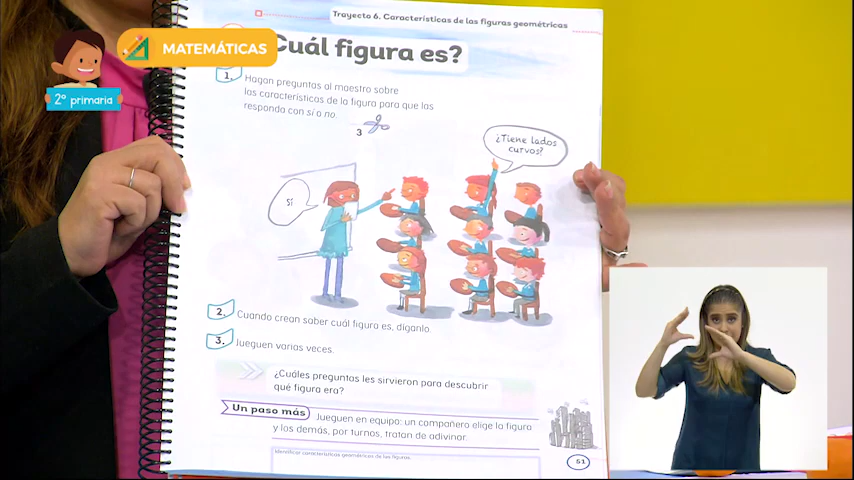 Trayecto 6. Características de las figuras geométricas
MATEMÁTICAS
2° primaria
Cuál figura es?
1. Hagan preguntas al maestro sobre
las características de la figura para que las
responda con sí o no.
3
¿Tiene lados
curvos?
Sí
2. Cuando crean saber cuál figura es, díganlo.
3. Jueguen varias veces.
¿Cuáles preguntas les sirvieron para descubrir
qué figura era?
Un paso más Jueguen en equipo: un compañero elige la figura
y los demás, por turnos, tratan de adivinar.
Identificar características geométricas de las figuras.
51